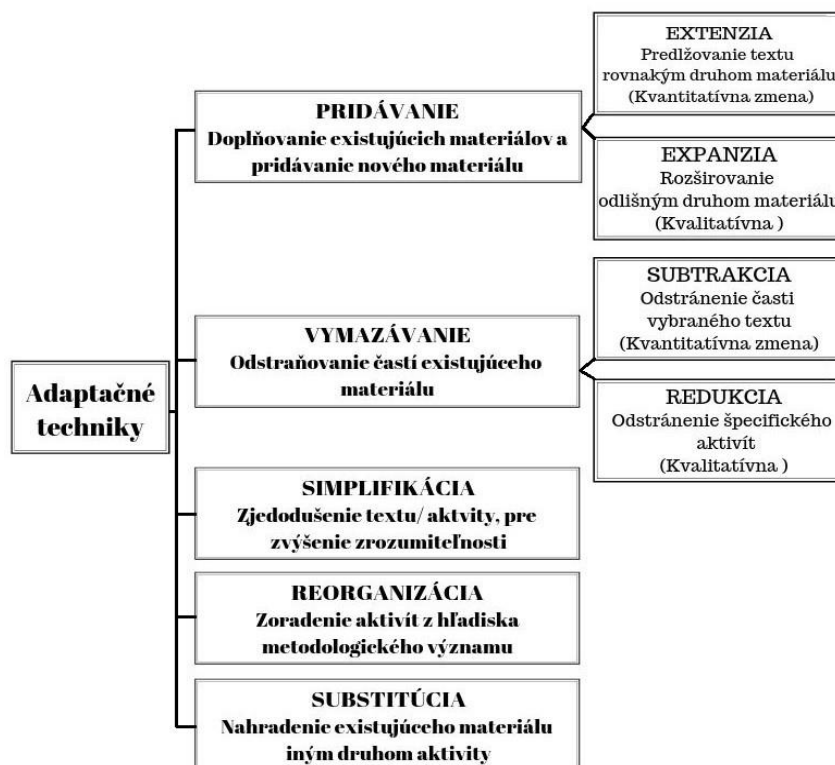 Adaptačné
techniky
PRIDÁVANIE
Doplňovanie existujúcich materiálov a
pridávanie nového materiálu
EXTENZIA
Predlžovanie textu
rovnakým druhom materiálu
(Kvantitatívna zmena)
EXPANZIA
Rozširovanie
odlišným druhom materiálu
(Kvalitatívna )
VYMAZÁVANIE
Odstraňovanie častí existujúceho
materiálu
SUBTRAKCIA
Odstránenie časti
vybraného textu
(Kvantitatívna zmena)
REDUKCIA
Odstránenie špecifického
aktivít
(Kvalitatívna )
SIMPLIFIKÁCIA
Zjedodušenie textu/ aktvity, pre
zvýšenie zrozumiteľnosti
REORGANIZÁCIA
Zoradenie aktivít z hľadiska
metodologického významu
SUBSTITÚCIA
Nahradenie existujúceho materiálu
iným druhom aktivity